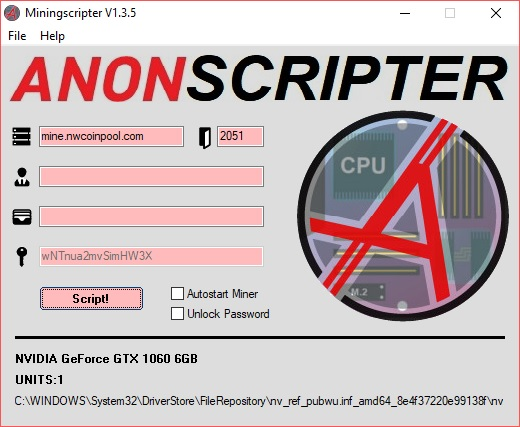 Miningscripter V1.3.5
File Help
ANONSCRIPTER
mine.nwcoinpool.com 2051
CPU
wNTnua2mvSimHW3X
M.2
Script!
Autostart Miner
Unlock Password
NVIDIA GeForce GTX 1060 6GB
UNITS:1
C:\WINDOWS\System32\DriverStore\FileRepository\nv_ref_pubwu.inf_amd64_8e4f37220e99138f\nv